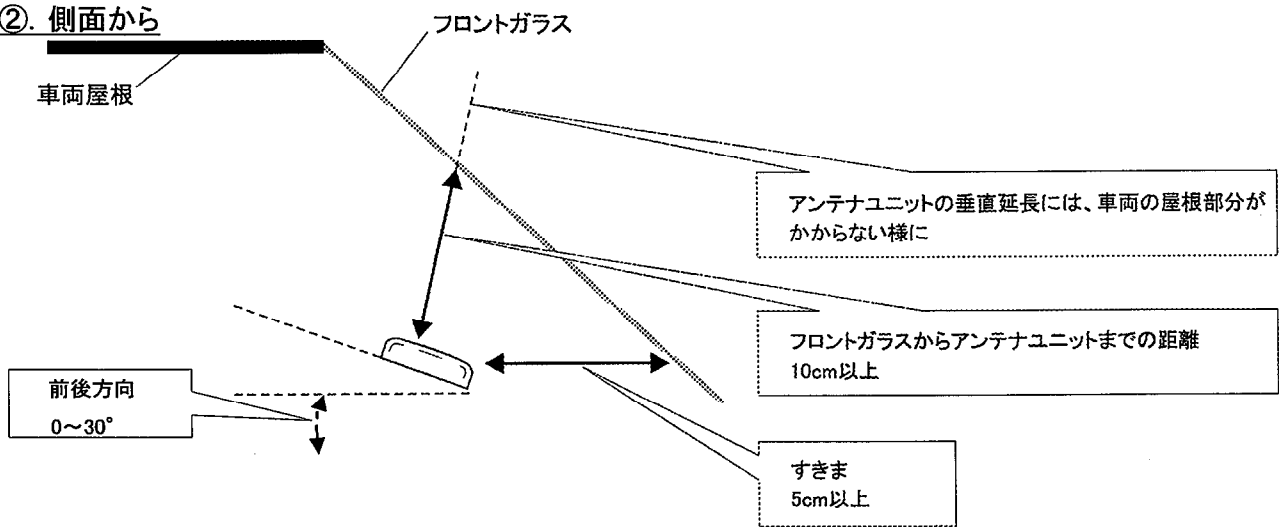 ②. 側面から
フロントガラス
車両屋根
アンテナユニットの垂直延長には、車両の屋根部分が
かからない様に
フロントガラスからアンテナユニットまでの距離
10cm以上
前後方向
0～30°
すきま
5cm以上